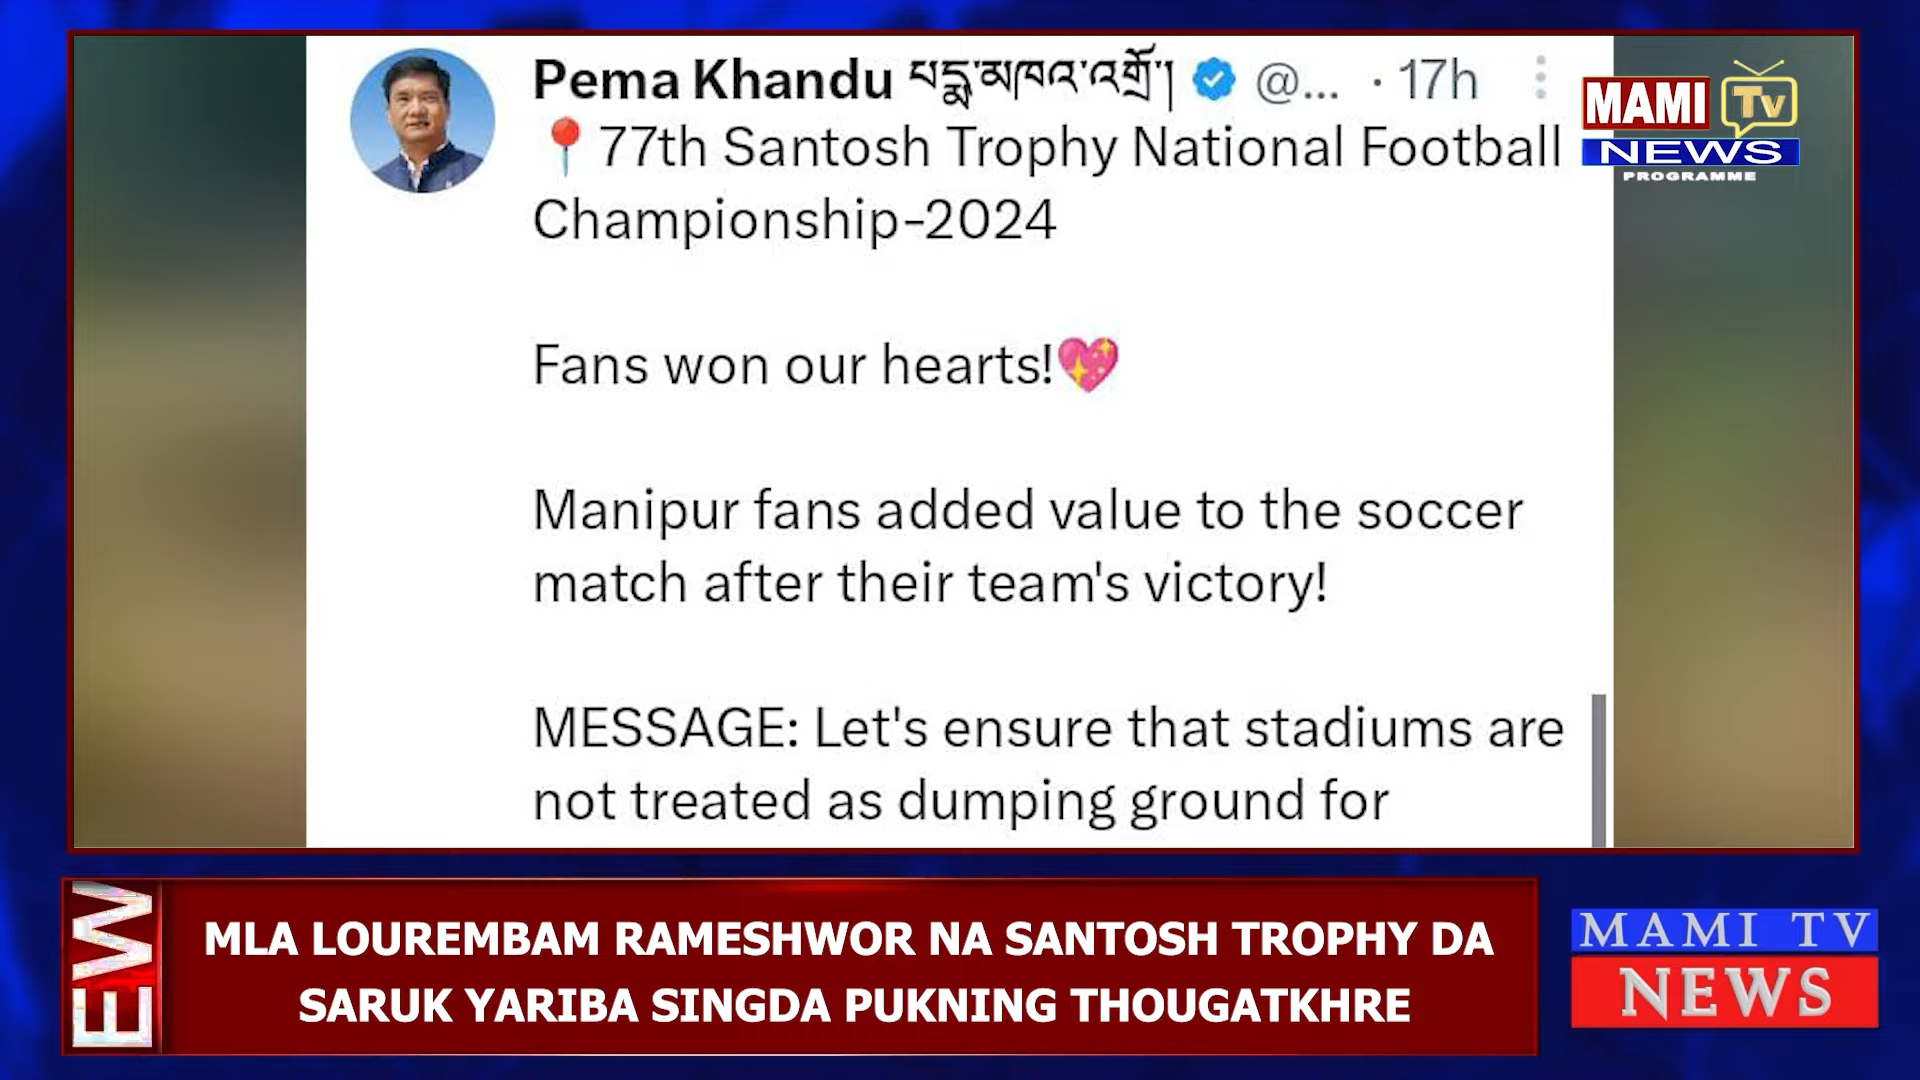 Pema Khandu པདྨ་མཁའ་འགྲོ་། @... · 17h
📍77th Santosh Trophy National Football
Championship-2024
Fans won our hearts!💖
Manipur fans added value to the soccer
match after their team's victory!
MESSAGE: Let's ensure that stadiums are
not treated as dumping ground for
MAMI TV
NEWS
PROGRAMME
EW
MLA LOUREMBAM RAMESHWOR NA SANTOSH TROPHY DA
SARUK YARIBA SINGDA PUKNING THOUGATKHRE
MAMI TV
NEWS